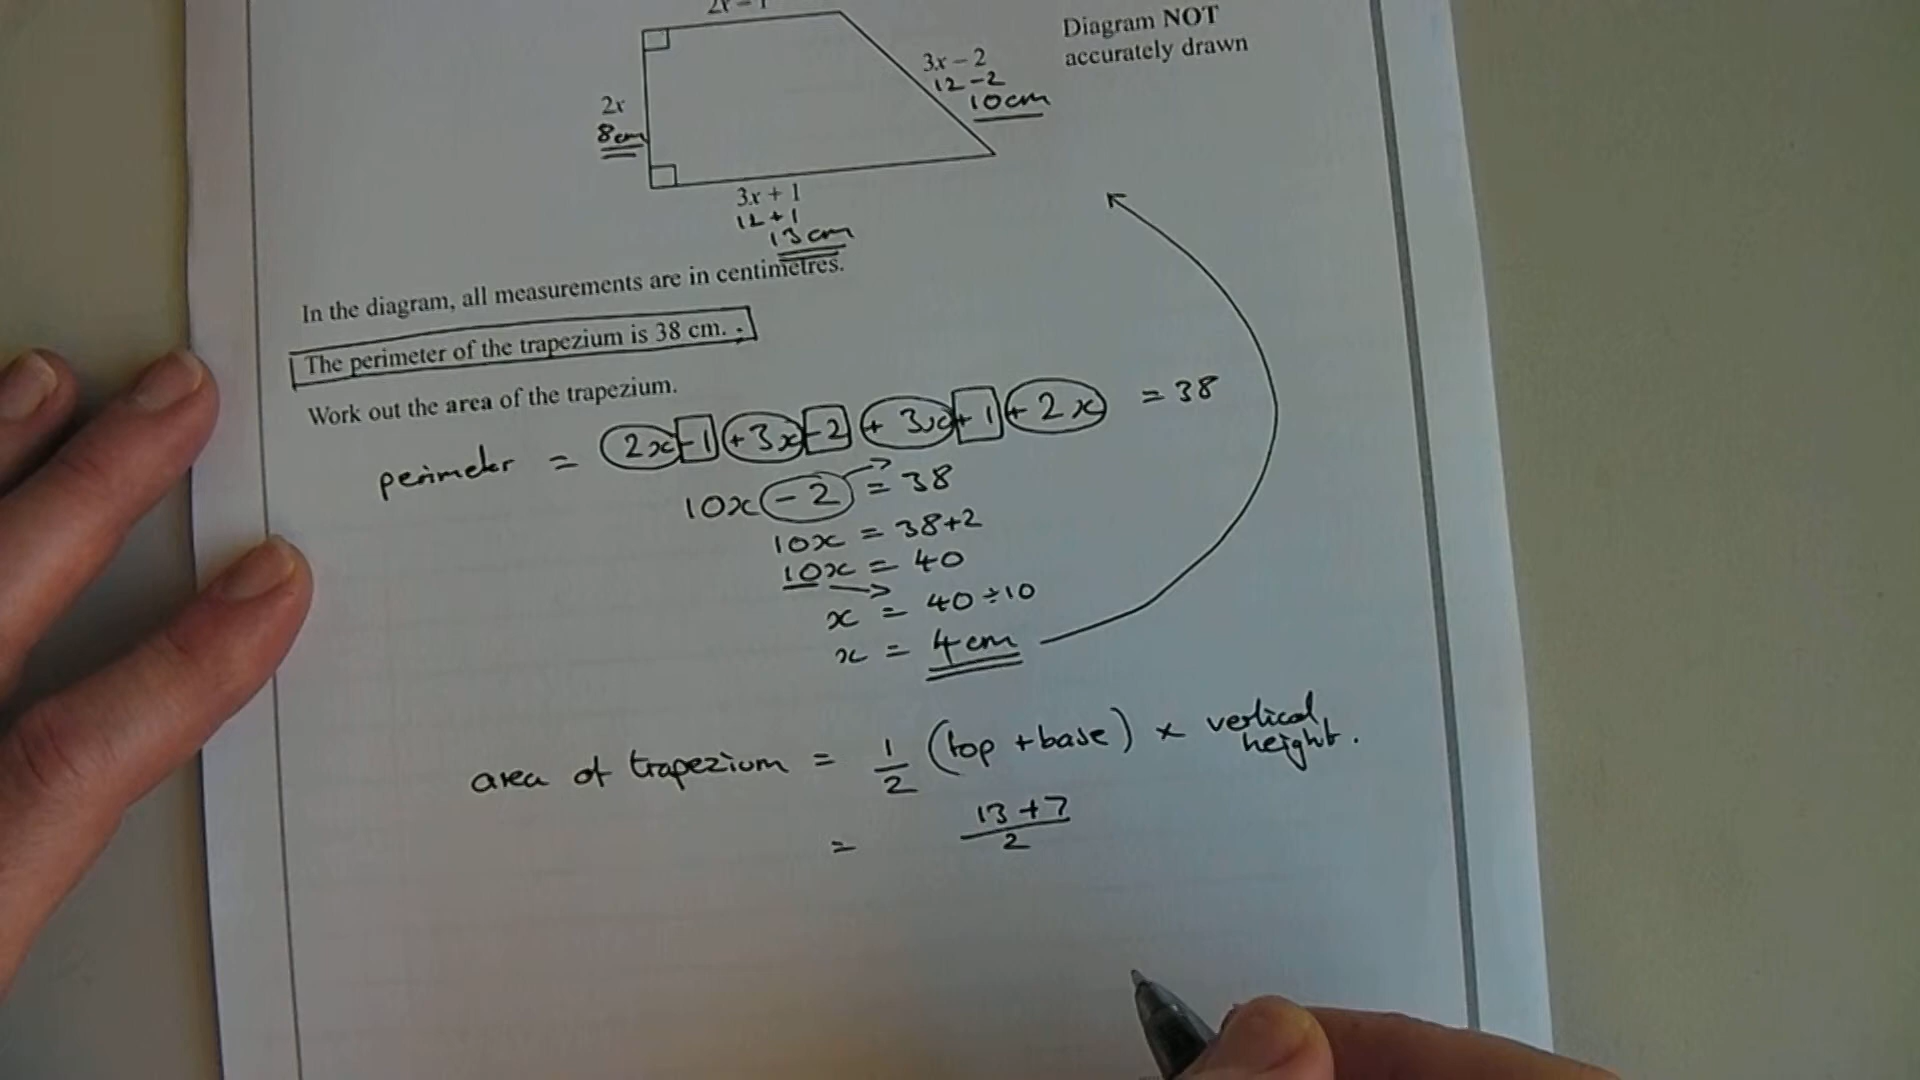 2x − 1
Diagram NOT
accurately drawn
3x − 2
12 − 2
10cm
2x
8cm
3x + 1
12 + 1
13cm
In the diagram, all measurements are in centimetres.
The perimeter of the trapezium is 38 cm.
Work out the area of the trapezium.
perimeter = 2x - 1 + 3x - 2 + 3x + 1 + 2x = 38
10x - 2 = 38
10x = 38+2
10x = 40
x = 40 ÷ 10
x = 4cm
area of trapezium = 1/2 (top + base) × vertical height.
= 13 + 7 / 2